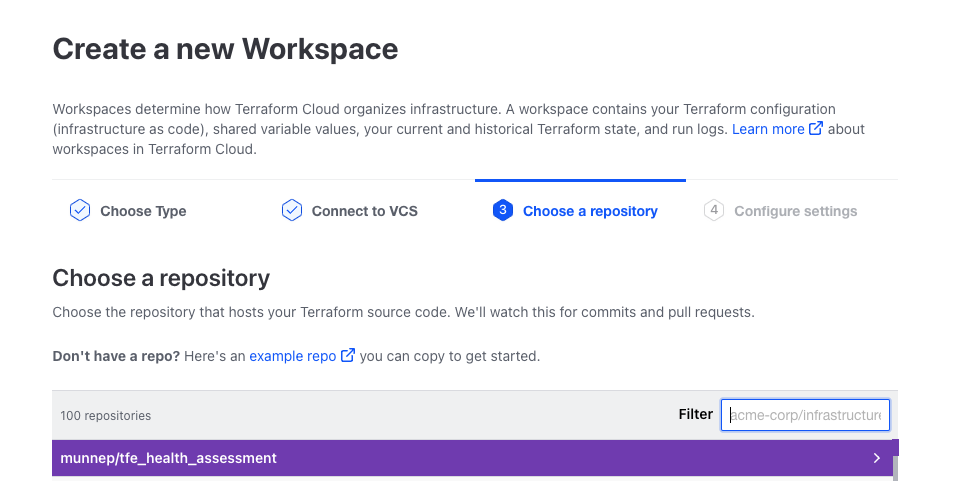 Create a new Workspace
Workspaces determine how Terraform Cloud organizes infrastructure. A workspace contains your Terraform configuration
(infrastructure as code), shared variable values, your current and historical Terraform state, and run logs. Learn more about
workspaces in Terraform Cloud.
Choose Type Connect to VCS 3 Choose a repository 4 Configure settings
Choose a repository
Choose the repository that hosts your Terraform source code. We'll watch this for commits and pull requests.
Don't have a repo? Here's an example repo you can copy to get started.
100 repositories Filter acme-corp/infrastructure
munnep/tfe_health_assessment